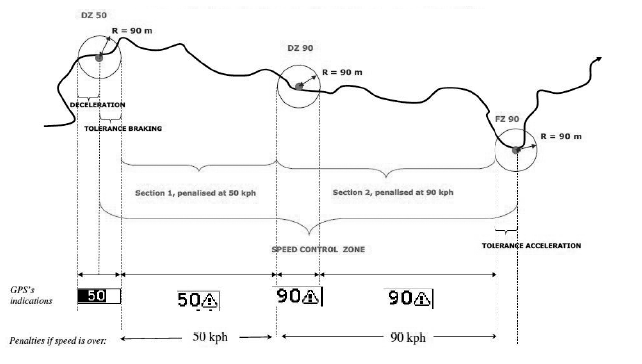 DZ 50
R = 90 m
DZ 90
R = 90 m
DECELERATION
TOLERANCE BRAKING
FZ 90
R = 90 m
Section 1, penalised at 50 kph
Section 2, penalised at 90 kph
SPEED CONTROL ZONE
TOLERANCE ACCELERATION
GPS's
indications
50
50
90
90
Penalties if speed is over:
50 kph
90 kph